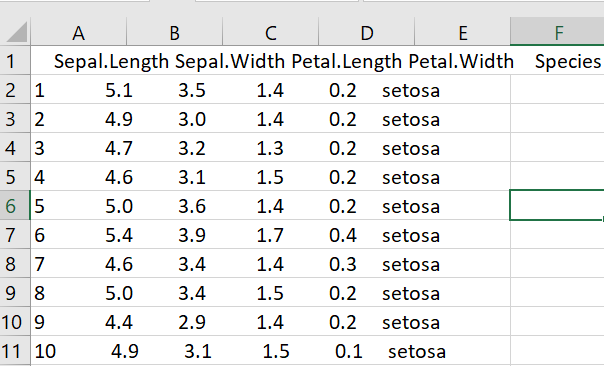 A B C D E F
1 Sepal.Length Sepal.Width Petal.Length Petal.Width Species
2 1 5.1 3.5 1.4 0.2 setosa
3 2 4.9 3.0 1.4 0.2 setosa
4 3 4.7 3.2 1.3 0.2 setosa
5 4 4.6 3.1 1.5 0.2 setosa
6 5 5.0 3.6 1.4 0.2 setosa
7 6 5.4 3.9 1.7 0.4 setosa
8 7 4.6 3.4 1.4 0.3 setosa
9 8 5.0 3.4 1.5 0.2 setosa
10 9 4.4 2.9 1.4 0.2 setosa
11 10 4.9 3.1 1.5 0.1 setosa